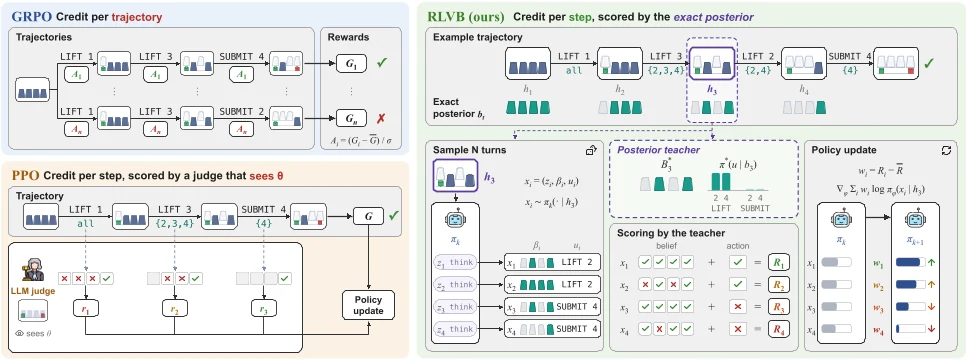 GRPO Credit per trajectory
Trajectories
Rewards
LIFT 1 LIFT 3 SUBMIT 4
A1 A1 A1
G1
⋮ ⋮ ⋮
LIFT 1 LIFT 3 SUBMIT 2
An An An
Gn
Ai = (Gi − G̅) / σ
PPO Credit per step, scored by a judge that sees θ
Trajectory
LIFT 1 LIFT 3 SUBMIT 4
all {2,3,4} {4}
G
LLM judge
sees θ
r1 r2 r3
Policy
update
RLVB (ours) Credit per step, scored by the exact posterior
Example trajectory
LIFT 1 LIFT 3 LIFT 2 SUBMIT 4
all {2,3,4} {2,4} {4}
h1 h2 h3 h4
Exact
posterior bt
Sample N turns
h3
xi = (zi, βi, ui)
xi ~ πk(· | h3)
πk
βi ui
z1 think x1 LIFT 2
z2 think x2 LIFT 2
z3 think x3 SUBMIT 4
z4 think x4 SUBMIT 4
Posterior teacher
B*3 π*(u | b3)
2 4 2 4
LIFT SUBMIT
Scoring by the teacher
belief action
x1 + = R1
x2 + = R2
x3 + = R3
x4 + = R4
Policy update
wi = Ri − R̅
∇φ Σi wi log πφ(xi | h3)
πk πk+1
x1 w1
x2 w2
x3 w3
x4 w4